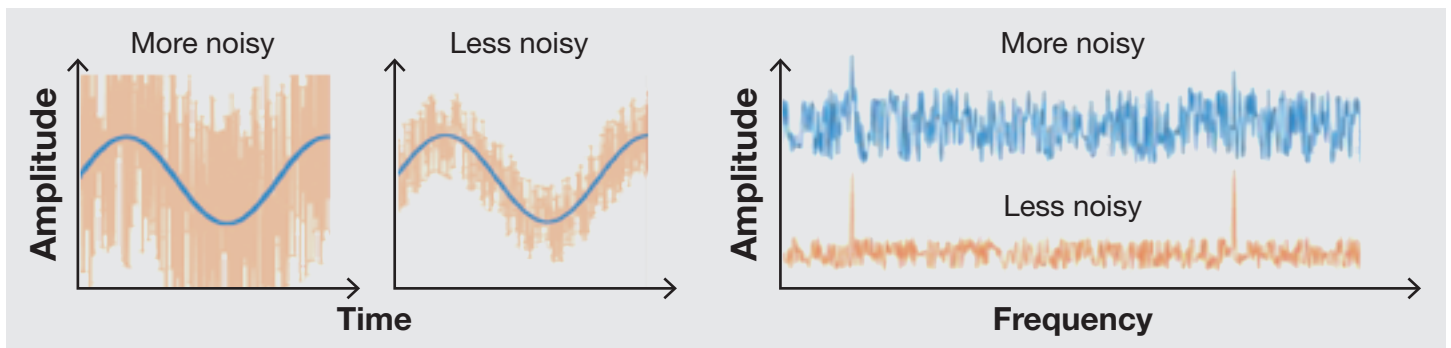 More noisy
Less noisy
Amplitude
Time
More noisy
Less noisy
Amplitude
Frequency